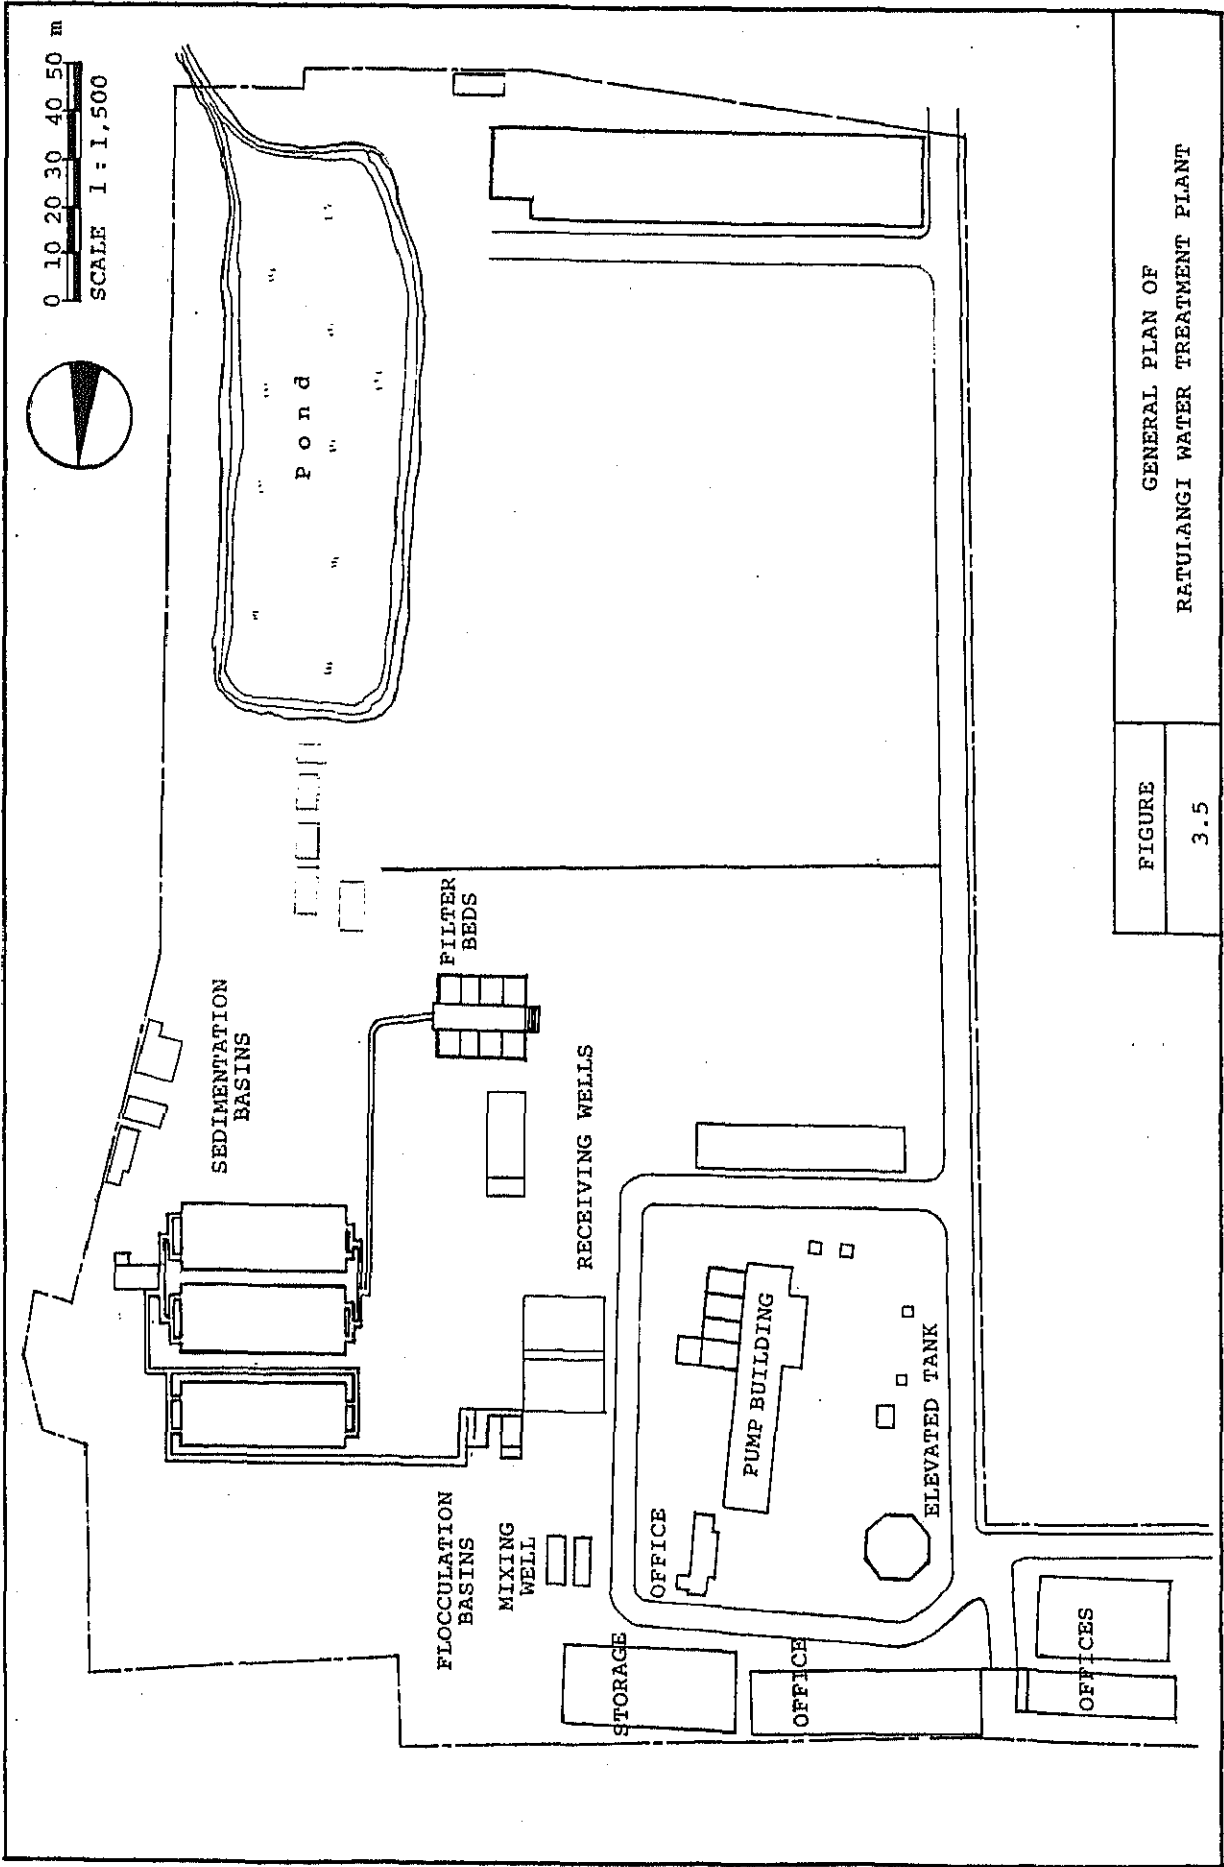 0 10 20 30 40 50 m
SCALE 1 : 1,500
Pond
SEDIMENTATION
BASINS
FILTER
BEDS
RECEIVING WELLS
FLOCCULATION
BASINS
MIXING
WELL
PUMP BUILDING
ELEVATED TANK
OFFICE
STORAGE
OFFICE
OFFICES
FIGURE
3.5
GENERAL PLAN OF
RATULANGI WATER TREATMENT PLANT